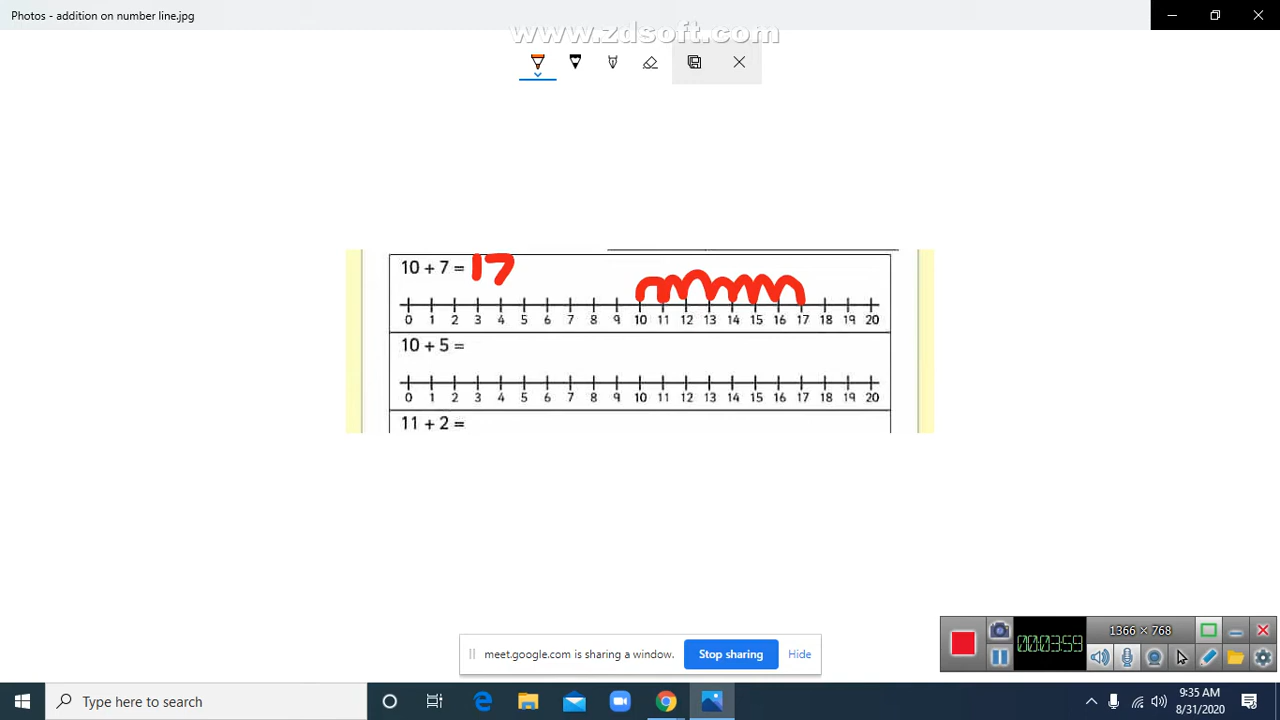 Photos - addition on number line.jpg
www.zdsoft.com
10 + 7 = 17
0 1 2 3 4 5 6 7 8 9 10 11 12 13 14 15 16 17 18 19 20
10 + 5 =
0 1 2 3 4 5 6 7 8 9 10 11 12 13 14 15 16 17 18 19 20
11 + 2 =
1366 × 768
00:03:59
meet.google.com is sharing a window.
Stop sharing
Hide
Type here to search
9:35 AM
8/31/2020